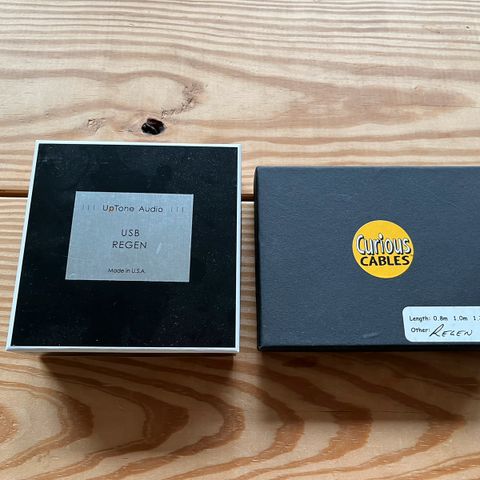 UpTone Audio
USB
REGEN
Made in U.S.A.
Curious
CABLES
Length: 0.8m 1.0m
Other: REGEN